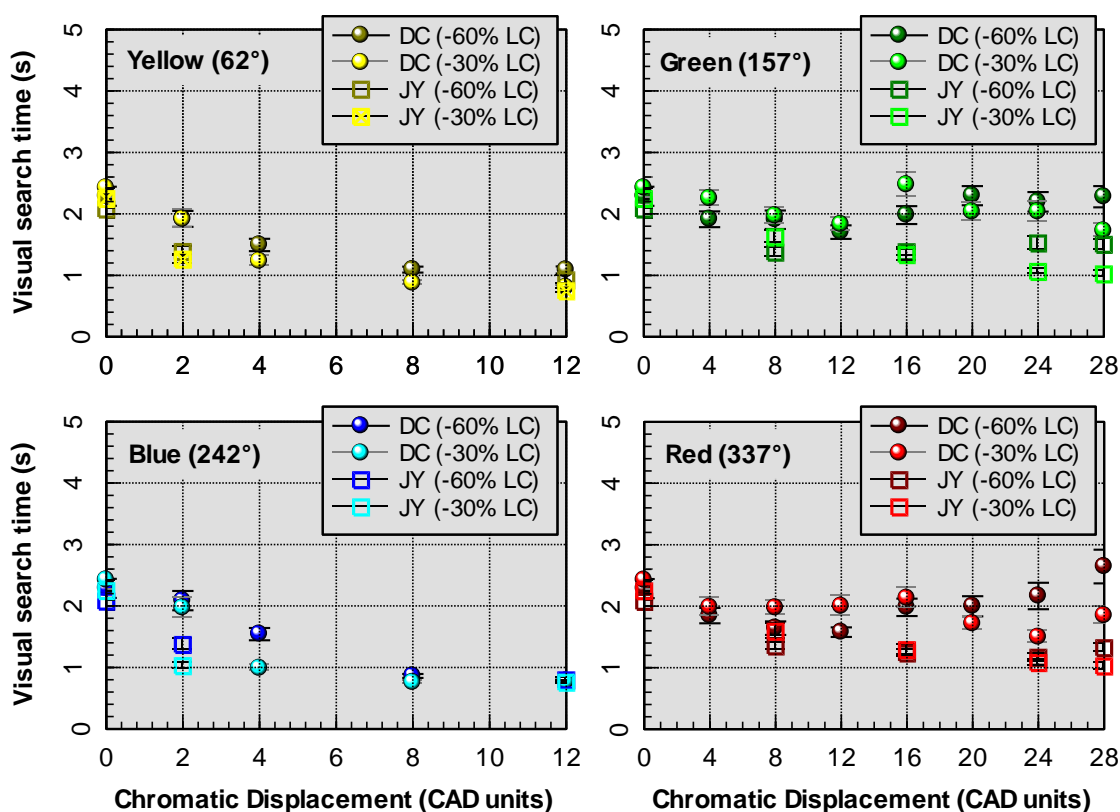 Yellow (62°)
DC (-60% LC)
DC (-30% LC)
JY (-60% LC)
JY (-30% LC)
Visual search time (s)
5
4
3
2
1
0
0 2 4 6 8 10 12
Green (157°)
DC (-60% LC)
DC (-30% LC)
JY (-60% LC)
JY (-30% LC)
5
4
3
2
1
0
0 4 8 12 16 20 24 28
Blue (242°)
DC (-60% LC)
DC (-30% LC)
JY (-60% LC)
JY (-30% LC)
Visual search time (s)
5
4
3
2
1
0
0 2 4 6 8 10 12
Chromatic Displacement (CAD units)
Red (337°)
DC (-60% LC)
DC (-30% LC)
JY (-60% LC)
JY (-30% LC)
5
4
3
2
1
0
0 4 8 12 16 20 24 28
Chromatic Displacement (CAD units)